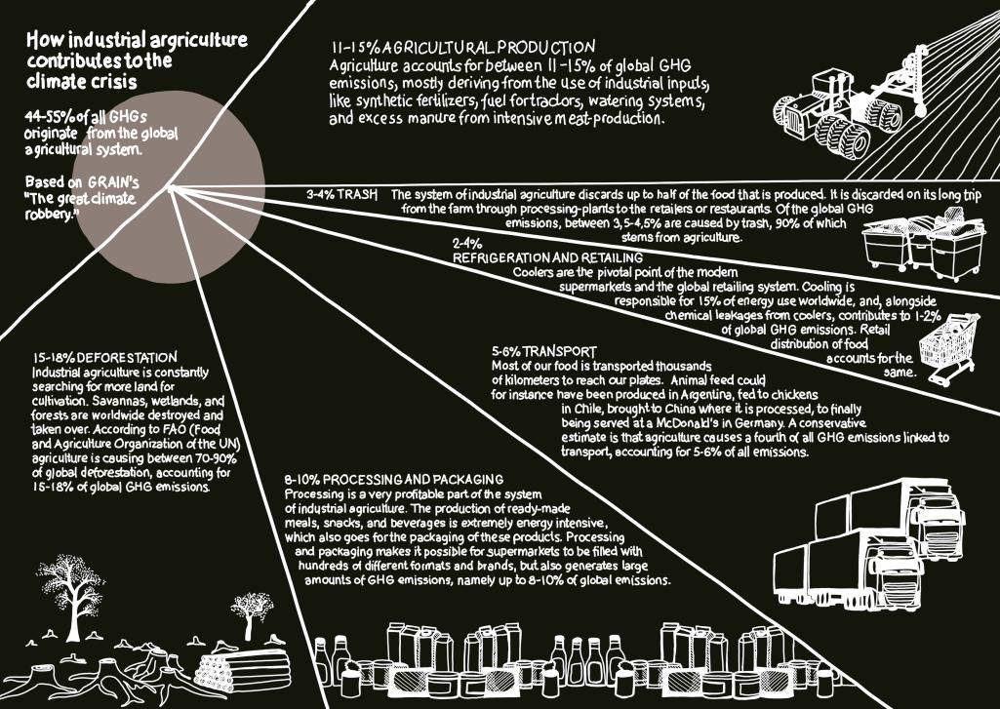 How industrial argriculture
contributes to the
climate crisis
44-55% of all GHGs
originate from the global
agricultural system.
Based on GRAIN's
"The great climate
robbery."
11-15% AGRICULTURAL PRODUCTION
Agriculture accounts for between 11-15% of global GHG
emissions, mostly deriving from the use of industrial inputs,
like synthetic fertilizers, fuel for tractors, watering systems,
and excess manure from intensive meat-production.
3-4% TRASH The system of industrial agriculture discards up to half of the food that is produced. It is discarded on its long trip
from the farm through processing-plants to the retailers or restaurants. Of the global GHG
emissions, between 3,5-4,5% are caused by trash, 90% of which
stems from agriculture.
2-4%
REFRIGERATION AND RETAILING
Coolers are the pivotal point of the modern
supermarkets and the global retailing system. Cooling is
responsible for 15% of energy use worldwide, and, alongside
chemical leakages from coolers, contributes to 1-2%
of global GHG emissions. Retail
distribution of food
accounts for the
same.
5-6% TRANSPORT
Most of our food is transported thousands
of kilometers to reach our plates. Animal feed could
for instance have been produced in Argentina, fed to chickens
in Chile, brought to China where it is processed, to finally
being served at a McDonald's in Germany. A conservative
estimate is that agriculture causes a fourth of all GHG emissions linked to
transport, accounting for 5-6% of all emissions.
8-10% PROCESSING AND PACKAGING
Processing is a very profitable part of the system
of industrial agriculture. The production of ready-made
meals, snacks, and beverages is extremely energy intensive,
which also goes for the packaging of these products. Processing
and packaging makes it possible for supermarkets to be filled with
hundreds of different formats and brands, but also generates large
amounts of GHG emissions, namely up to 8-10% of global emissions.
15-18% DEFORESTATION
Industrial agriculture is constantly
searching for more land for
cultivation. Savannas, wetlands, and
forests are worldwide destroyed and
taken over. According to FAO (Food
and Agriculture Organization of the UN)
agriculture is causing between 70-90%
of global deforestation, accounting for
15-18% of global GHG emissions.